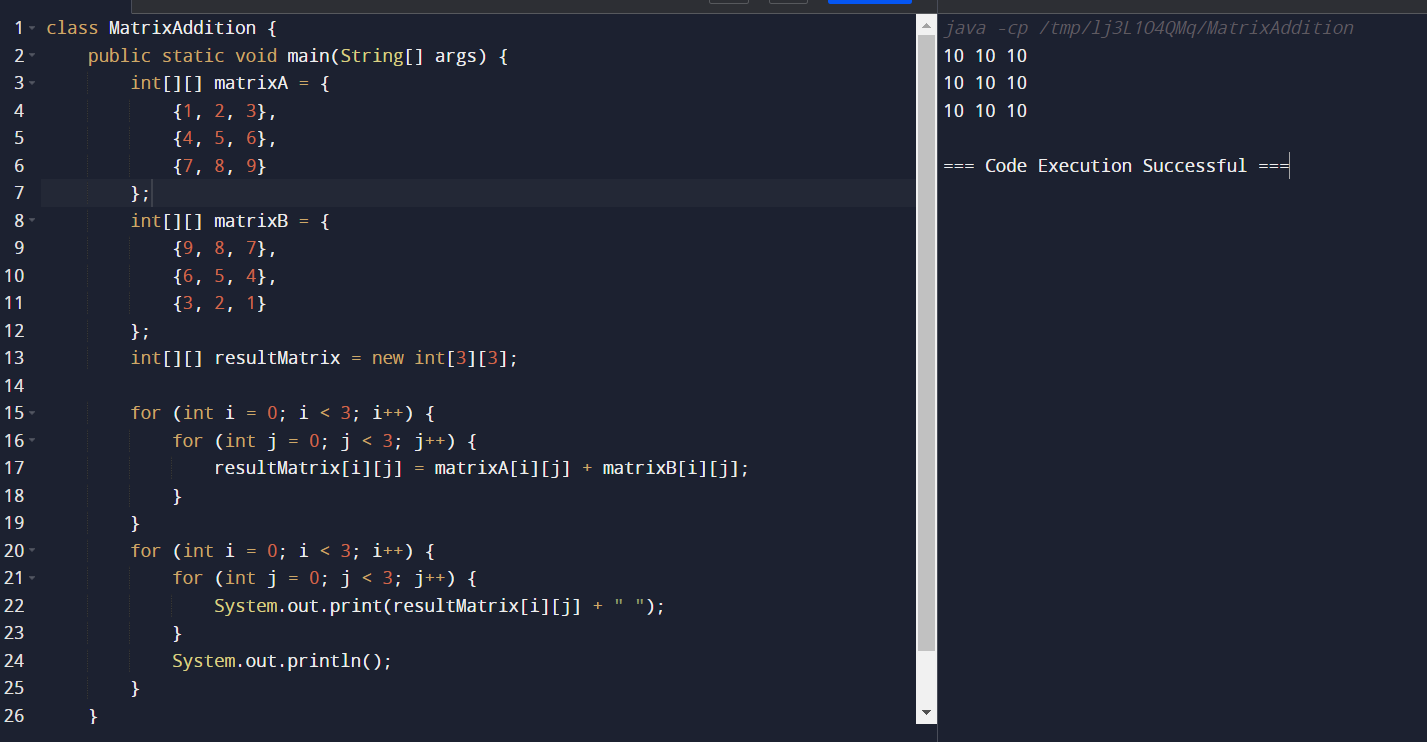 1 class MatrixAddition {
2     public static void main(String[] args) {
3         int[][] matrixA = {
4             {1, 2, 3},
5             {4, 5, 6},
6             {7, 8, 9}
7         };
8         int[][] matrixB = {
9             {9, 8, 7},
10             {6, 5, 4},
11             {3, 2, 1}
12         };
13         int[][] resultMatrix = new int[3][3];
14
15         for (int i = 0; i < 3; i++) {
16             for (int j = 0; j < 3; j++) {
17                 resultMatrix[i][j] = matrixA[i][j] + matrixB[i][j];
18             }
19         }
20         for (int i = 0; i < 3; i++) {
21             for (int j = 0; j < 3; j++) {
22                 System.out.print(resultMatrix[i][j] + " ");
23             }
24             System.out.println();
25         }
26     }
java -cp /tmp/lj3L1O4QMq/MatrixAddition
10 10 10
10 10 10
10 10 10
=== Code Execution Successful ===